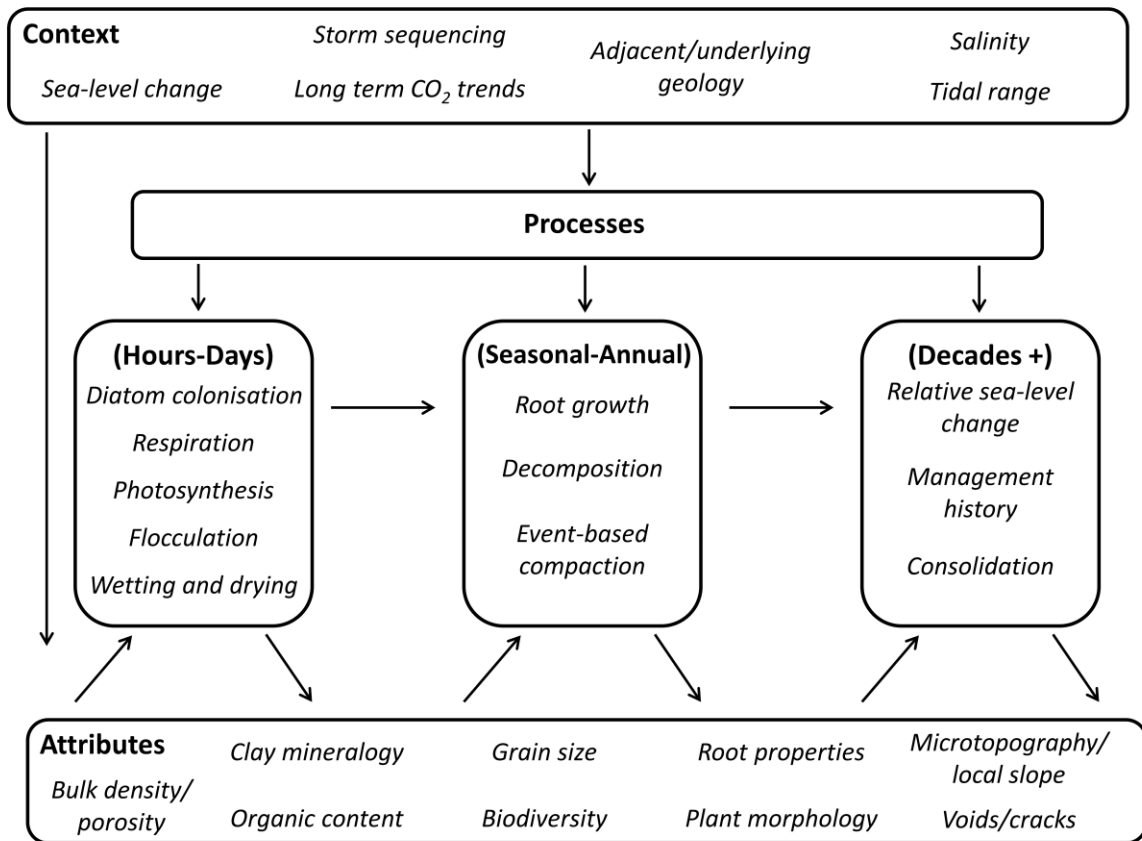 Context
Storm sequencing
Adjacent/underlying
geology
Salinity
Sea-level change
Long term CO₂ trends
Tidal range
Processes
(Hours-Days)
Diatom colonisation
Respiration
Photosynthesis
Flocculation
Wetting and drying
(Seasonal-Annual)
Root growth
Decomposition
Event-based
compaction
(Decades +)
Relative sea-level
change
Management
history
Consolidation
Attributes
Bulk density/
porosity
Clay mineralogy
Organic content
Grain size
Biodiversity
Root properties
Plant morphology
Microtopography/
local slope
Voids/cracks